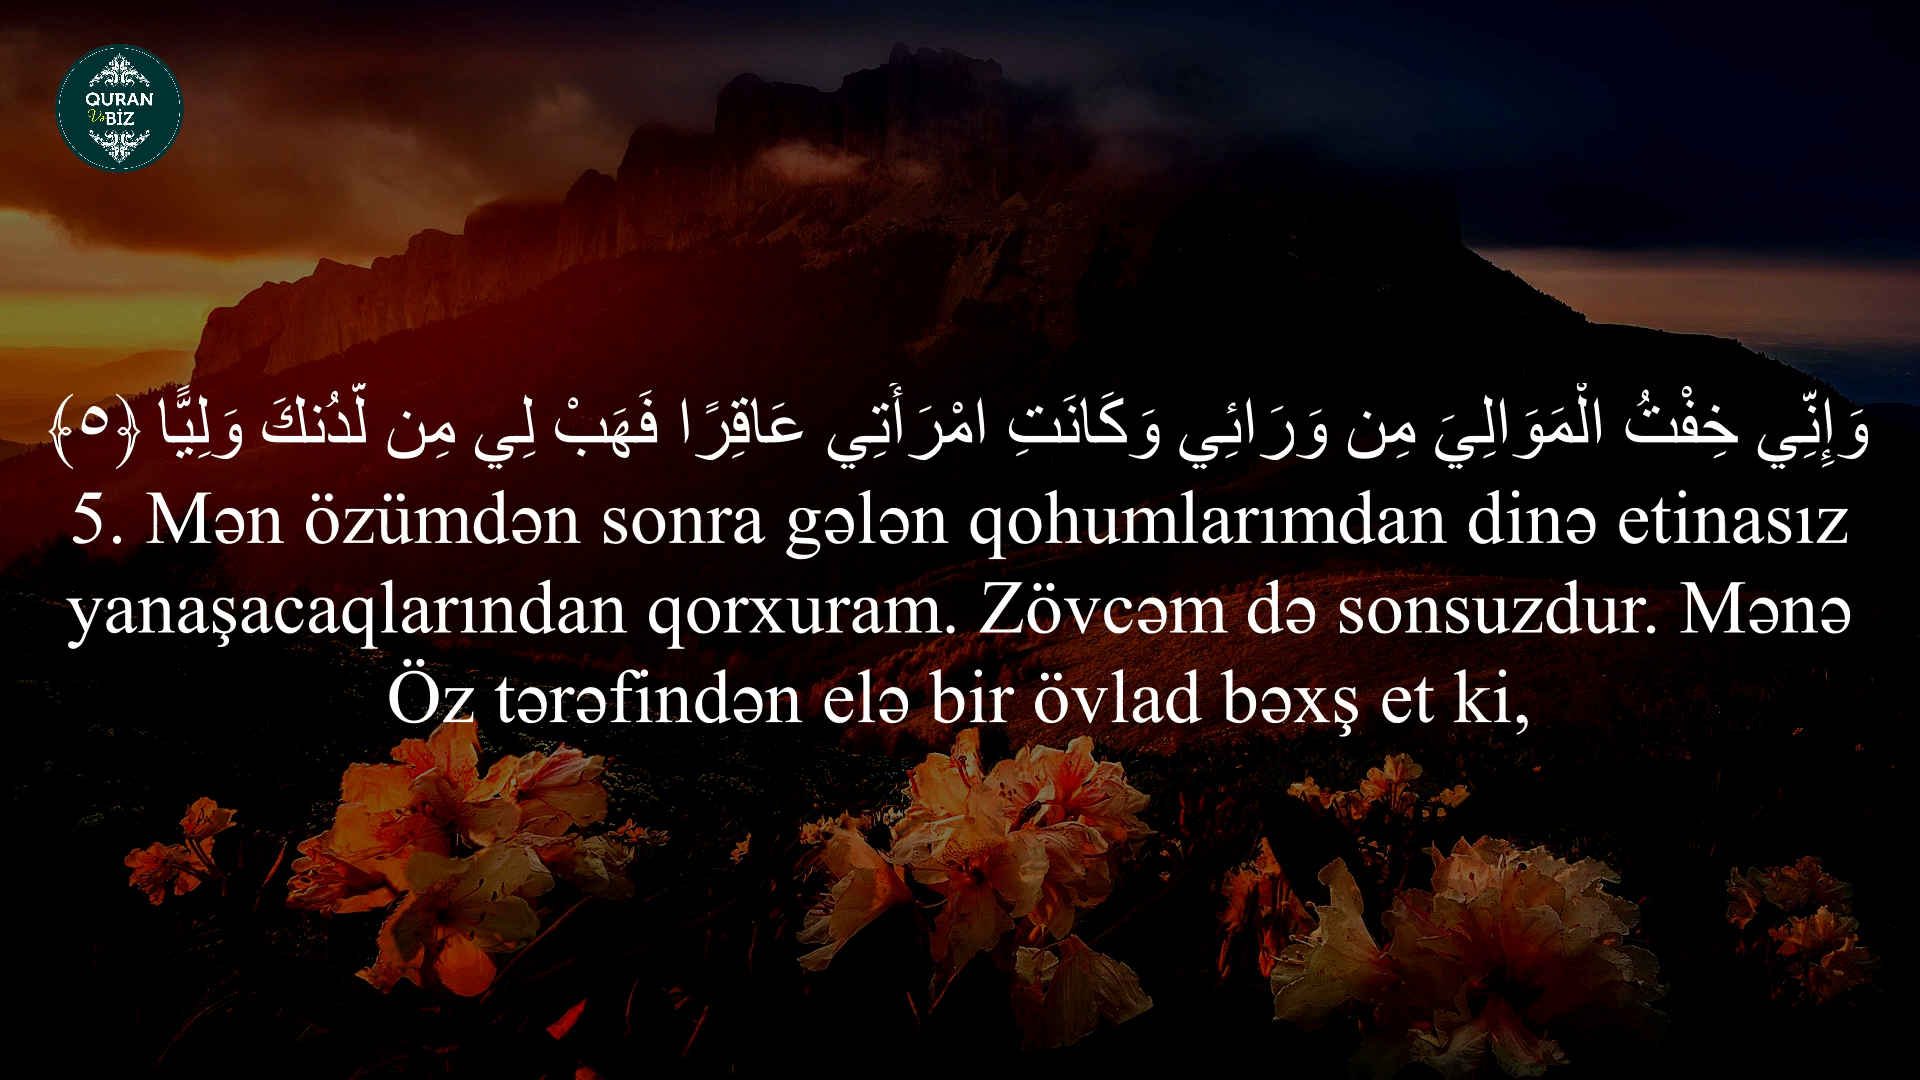 QURAN
Və BİZ
وَإِنِّي خِفْتُ الْمَوَالِيَ مِن وَرَائِي وَكَانَتِ امْرَأَتِي عَاقِرًا فَهَبْ لِي مِن لَّدُنكَ وَلِيًّا ﴿٥﴾
5. Mən özümdən sonra gələn qohumlarımdan dinə etinasız
yanaşacaqlarından qorxuram. Zövcəm də sonsuzdur. Mənə
Öz tərəfindən elə bir övlad bəxş et ki,